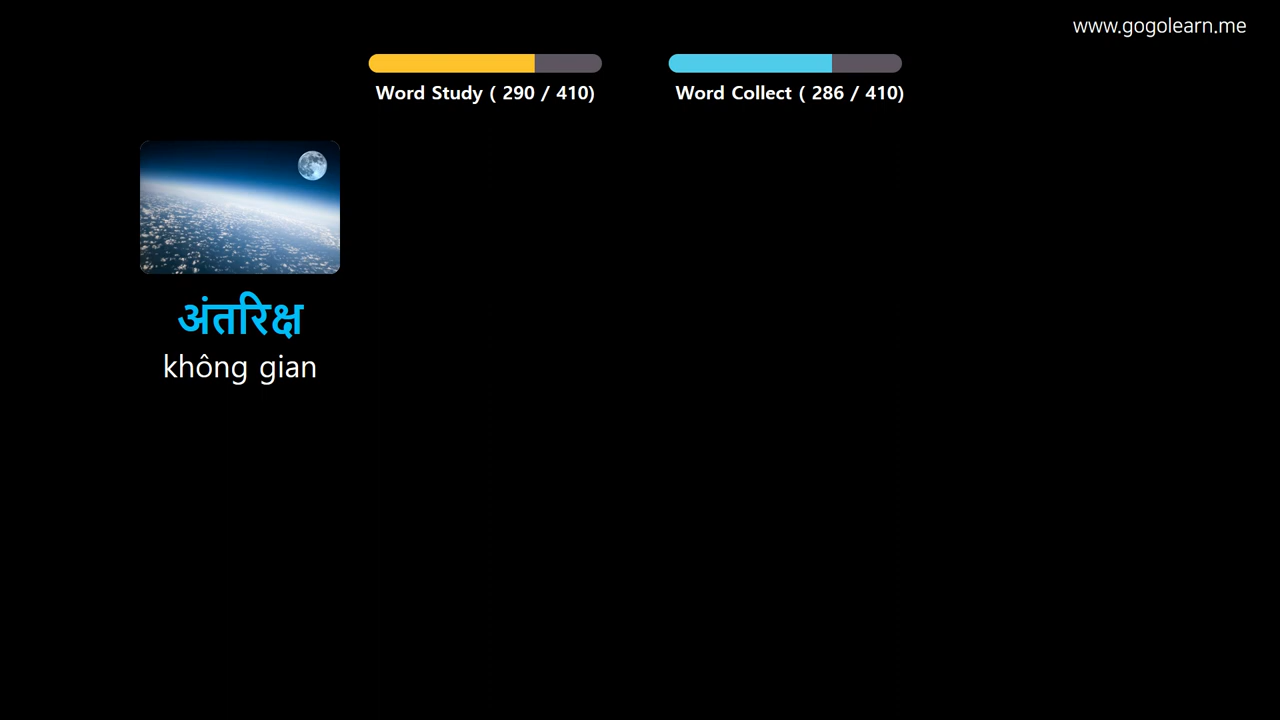 www.gogolearn.me
Word Study ( 290 / 410)
Word Collect ( 286 / 410)
अंतरिक्ष
không gian